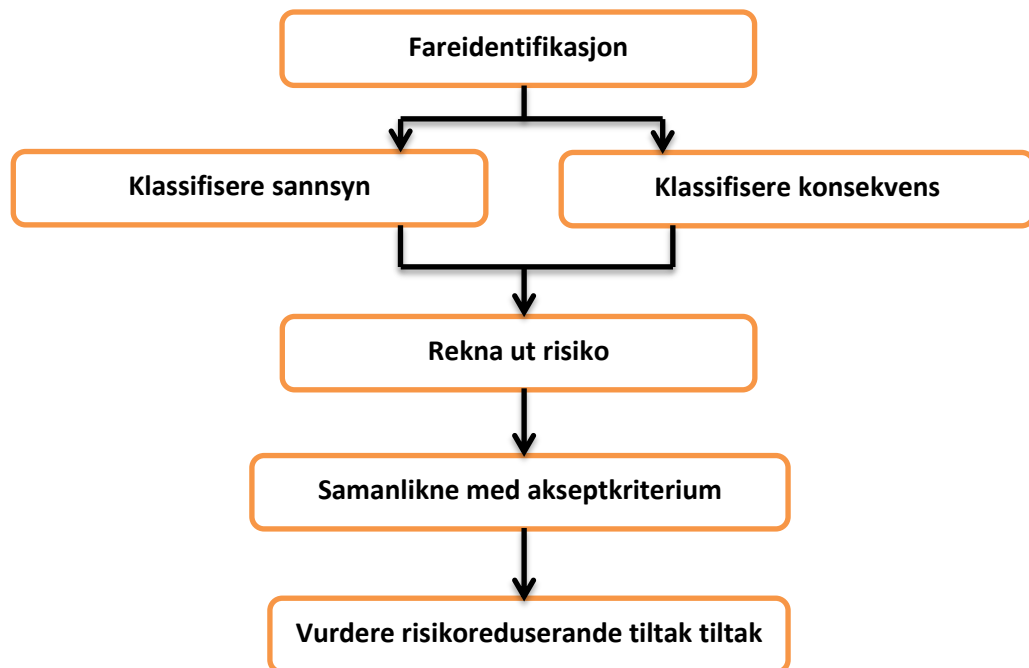 Fareidentifikasjon
Klassifisere sannsyn
Klassifisere konsekvens
Rekna ut risiko
Samanlikne med akseptkriterium
Vurdere risikoreduserande tiltak tiltak